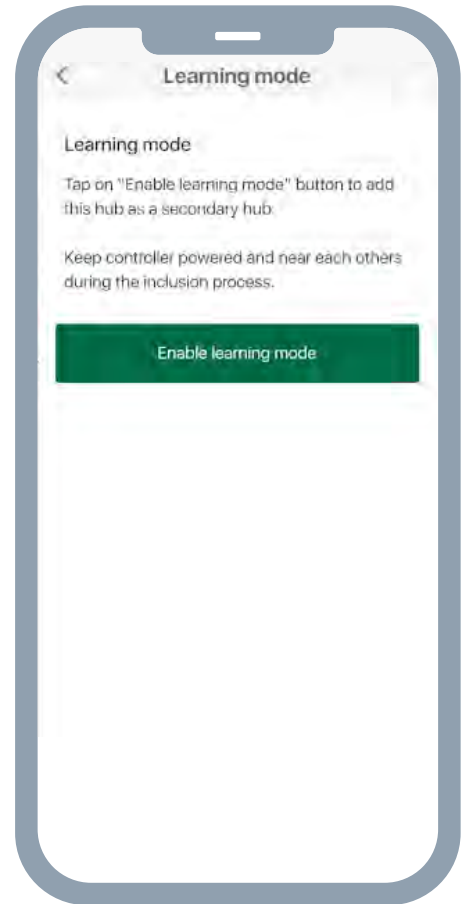 Learning mode
Learning mode
Tap on "Enable learning mode" button to add
this hub as a secondary hub.
Keep controller powered and near each others
during the inclusion process.
Enable learning mode